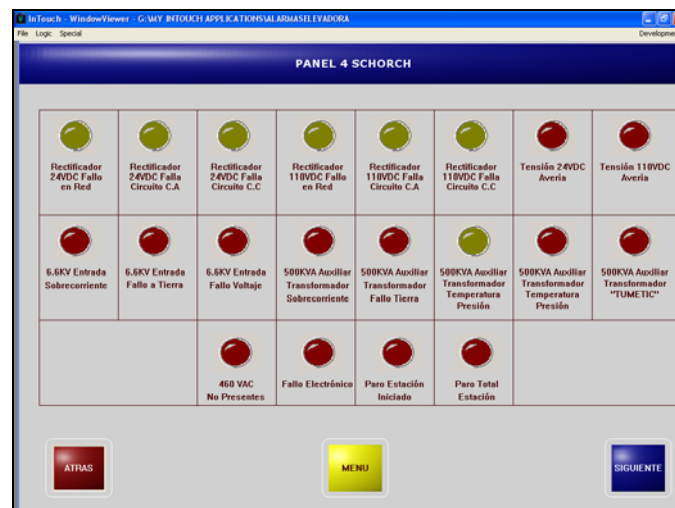 InTouch - WindowViewer - G:\MY INTOUCH APPLICATIONS\ALARMASELEVADORA
File Logic Special
PANEL 4 SCHORCH
Rectificador
24VDC Fallo
en Red
Rectificador
24VDC Falla
Circuito C.A
Rectificador
24VDC Falla
Circuito C.C
Rectificador
110VDC Fallo
en Red
Rectificador
110VDC Falla
Circuito C.A
Rectificador
110VDC Falla
Circuito C.C
Tensión 24VDC
Averia
Tensión 110VDC
Averia
6.6KV Entrada
Sobrecorriente
6.6KV Entrada
Fallo a Tierra
6.6KV Entrada
Fallo Voltaje
500KVA Auxiliar
Transformador
Sobrecorriente
500KVA Auxiliar
Transformador
Fallo Tierra
500KVA Auxiliar
Transformador
Temperatura
Presión
500KVA Auxiliar
Transformador
Temperatura
Presión
500KVA Auxiliar
Transformador
"TUMETIC"
460 VAC
No Presentes
Fallo Electrónico
Paro Estación
Iniciado
Paro Total
Estación
ATRAS
MENU
SIGUIENTE